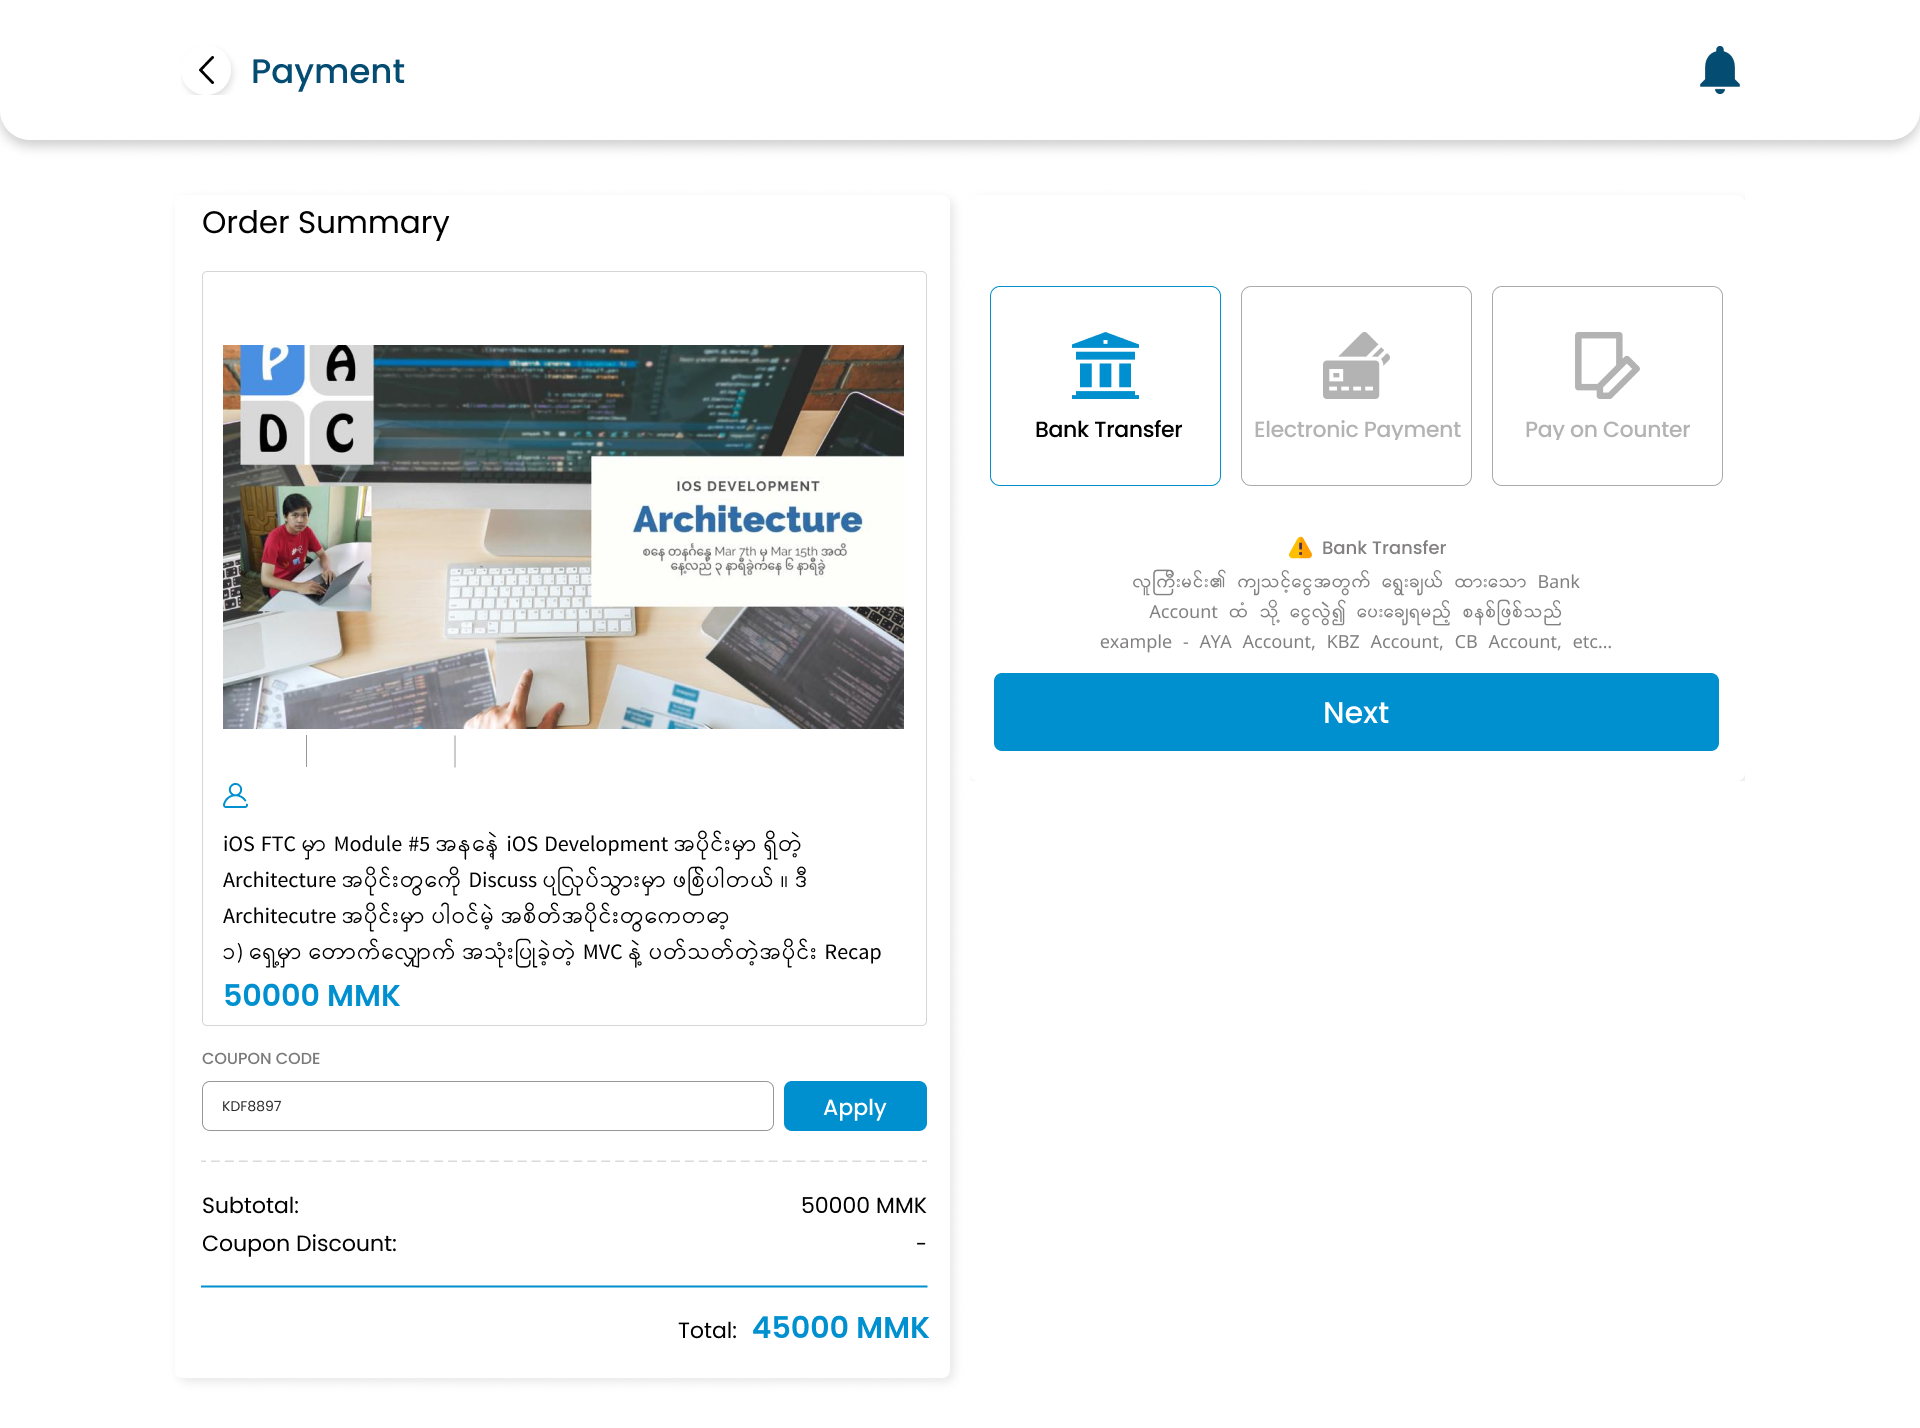 Payment
Order Summary
P A
D C
IOS DEVELOPMENT
Architecture
စနေ တနင်္ဂနွေ Mar 7th မှ Mar 15th အထိ
နေ့လည် ၃ နာရီခွဲကနေ ၆ နာရီခွဲ
iOS FTC မှာ Module #5 အနေနဲ့ iOS Development အပိုင်းမှာ ရှိတဲ့
Architecture အပိုင်းတွေကို Discuss ပြုလုပ်သွားမှာ ဖြစ်ပါတယ် ။ ဒီ
Architecutre အပိုင်းမှာ ပါဝင်မဲ့ အစိတ်အပိုင်းတွေကတော့
၁) ရှေ့မှာ တောက်လျှောက် အသုံးပြုခဲ့တဲ့ MVC နဲ့ ပတ်သတ်တဲ့အပိုင်း Recap
50000 MMK
COUPON CODE
KDF8897
Apply
Subtotal: 50000 MMK
Coupon Discount: -
Total: 45000 MMK
Bank Transfer
Electronic Payment
Pay on Counter
Bank Transfer
လူကြီးမင်း၏ ကျသင့်ငွေအတွက် ရွေးချယ် ထားသော Bank
Account ထံ သို့ ငွေလွဲ၍ ပေးချေရမည့် စနစ်ဖြစ်သည်
example - AYA Account, KBZ Account, CB Account, etc...
Next